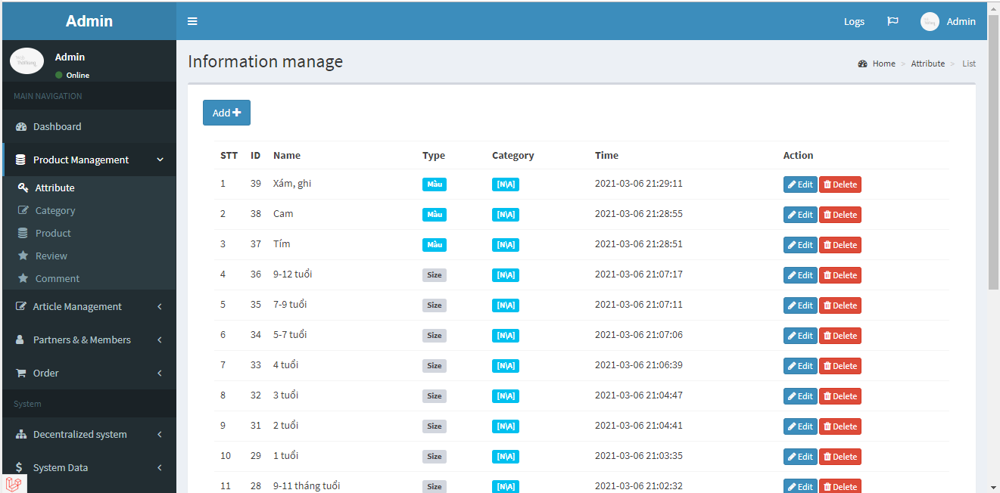 Admin
Logs
Admin
Admin
Online
MAIN NAVIGATION
Dashboard
Product Management
Attribute
Category
Product
Review
Comment
Article Management
Partners & & Members
Order
System
Decentralized system
System Data
Information manage
Home > Attribute > List
Add
STT ID Name Type Category Time Action
1 39 Xám, ghi Màu [N\A] 2021-03-06 21:29:11 Edit Delete
2 38 Cam Màu [N\A] 2021-03-06 21:28:55 Edit Delete
3 37 Tím Màu [N\A] 2021-03-06 21:28:51 Edit Delete
4 36 9-12 tuổi Size [N\A] 2021-03-06 21:07:17 Edit Delete
5 35 7-9 tuổi Size [N\A] 2021-03-06 21:07:11 Edit Delete
6 34 5-7 tuổi Size [N\A] 2021-03-06 21:07:06 Edit Delete
7 33 4 tuổi Size [N\A] 2021-03-06 21:06:39 Edit Delete
8 32 3 tuổi Size [N\A] 2021-03-06 21:04:47 Edit Delete
9 31 2 tuổi Size [N\A] 2021-03-06 21:04:41 Edit Delete
10 29 1 tuổi Size [N\A] 2021-03-06 21:03:35 Edit Delete
11 28 9-11 tháng tuổi Size [N\A] 2021-03-06 21:02:32 Edit Delete